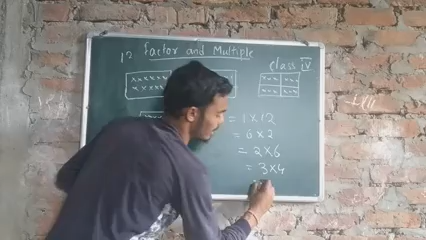 12 Factor and Multiple
Class IV
= 1 × 12
= 6 × 2
= 2 × 6
= 3 × 4